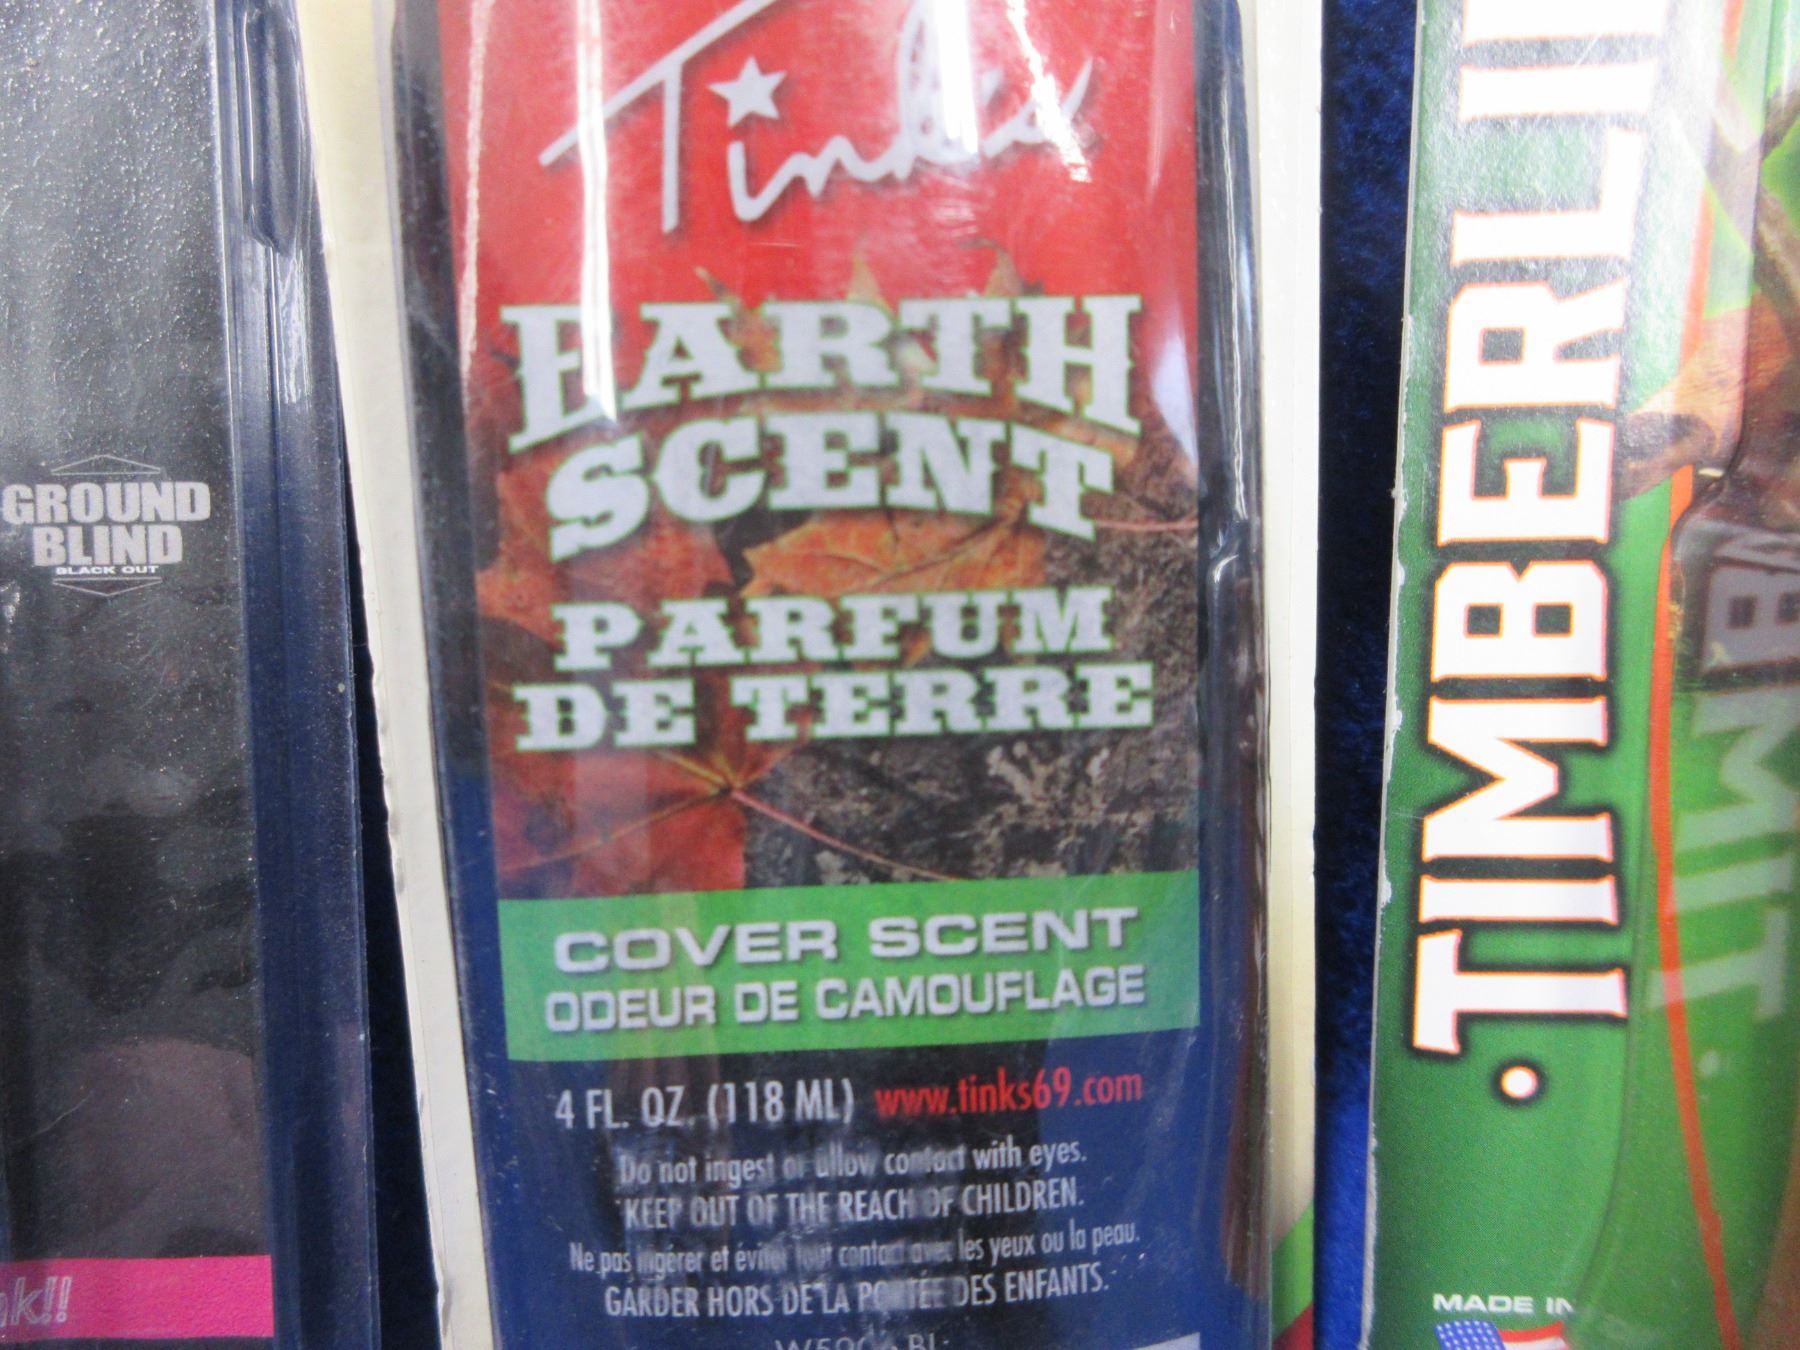 GROUND
BLIND
BLACK OUT
Tink's
EARTH
SCENT
PARFUM
DE TERRE
COVER SCENT
ODEUR DE CAMOUFLAGE
4 FL. OZ. (118 ML) www.tinks69.com
Do not ingest or allow contact with eyes.
KEEP OUT OF THE REACH OF CHILDREN.
Ne pas ingérer et éviter tout contact avec les yeux ou la peau.
GARDER HORS DE LA PORTÉE DES ENFANTS.
· TIMBERLI
TIM
MADE IN